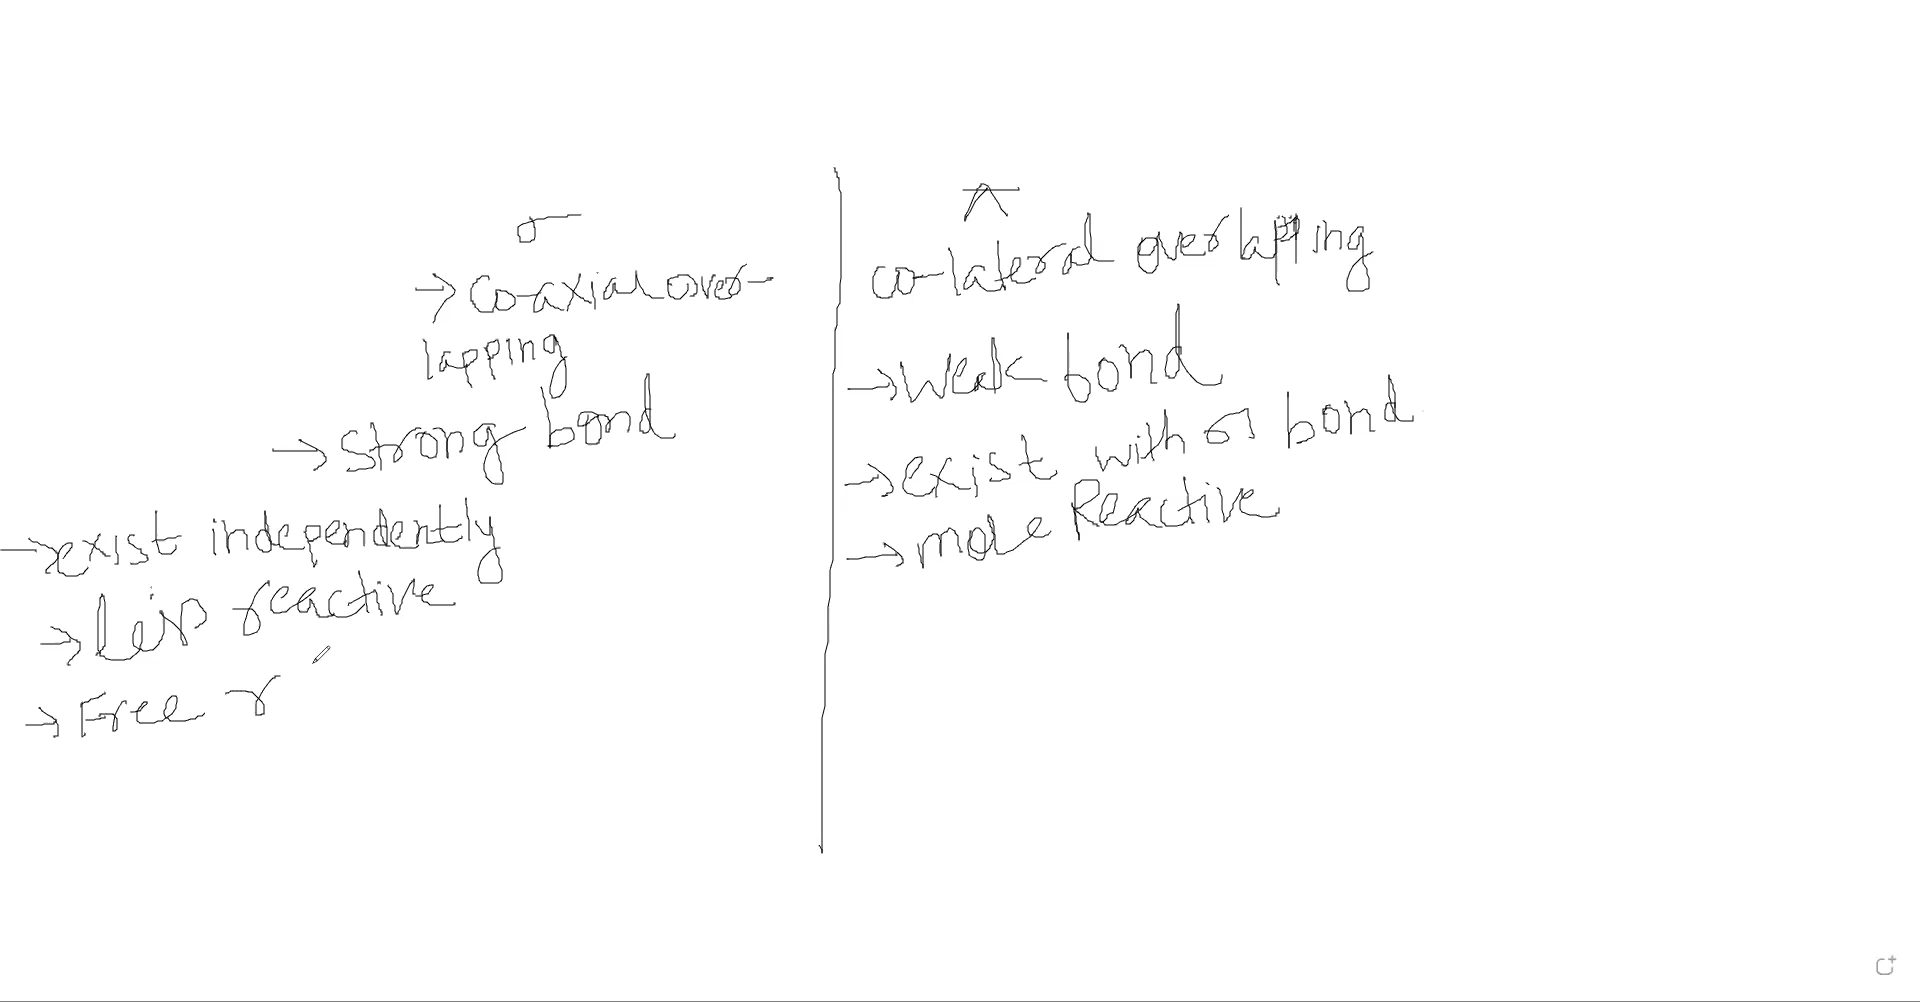 σ
→ co-axial over-
lapping
→ strong bond
→ exist independently
→ less reactive
→ Free r
π
co-lateral overlapping
→ weak bond
→ exist with σ bond
→ more Reactive